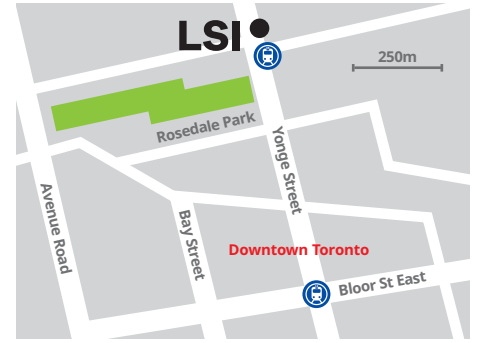 LSI
250m
Rosedale Park
Yonge Street
Avenue Road
Bay Street
Downtown Toronto
Bloor St East